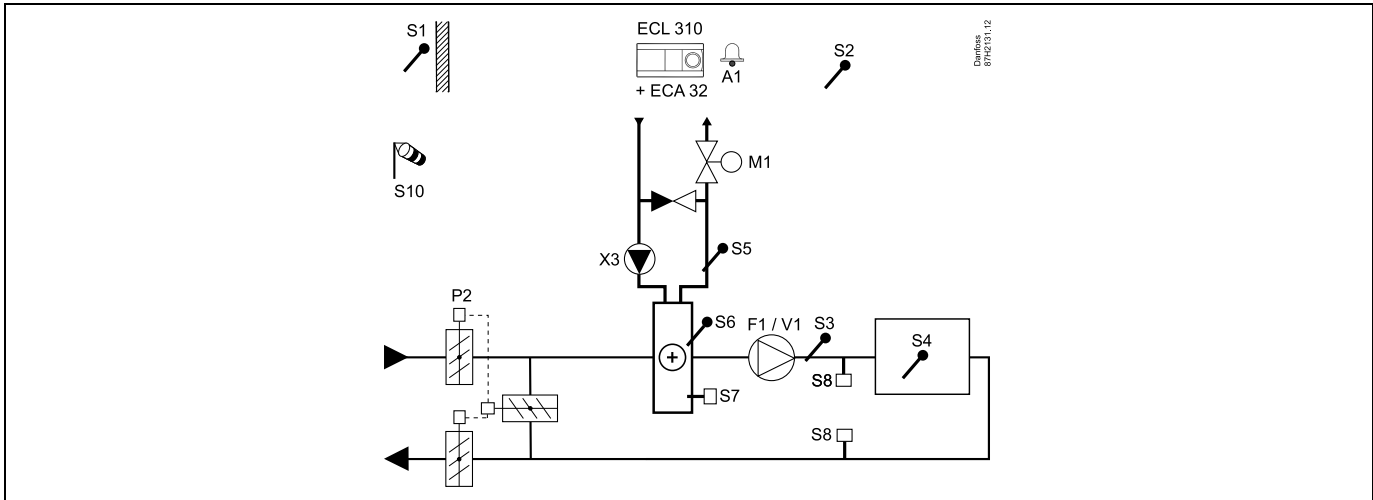 S1
ECL 310
A1
+ ECA 32
S2
Danfoss
87H2131.12
S10
M1
X3
S5
P2
S6
F1 / V1
S3
S4
S8
S7
S8